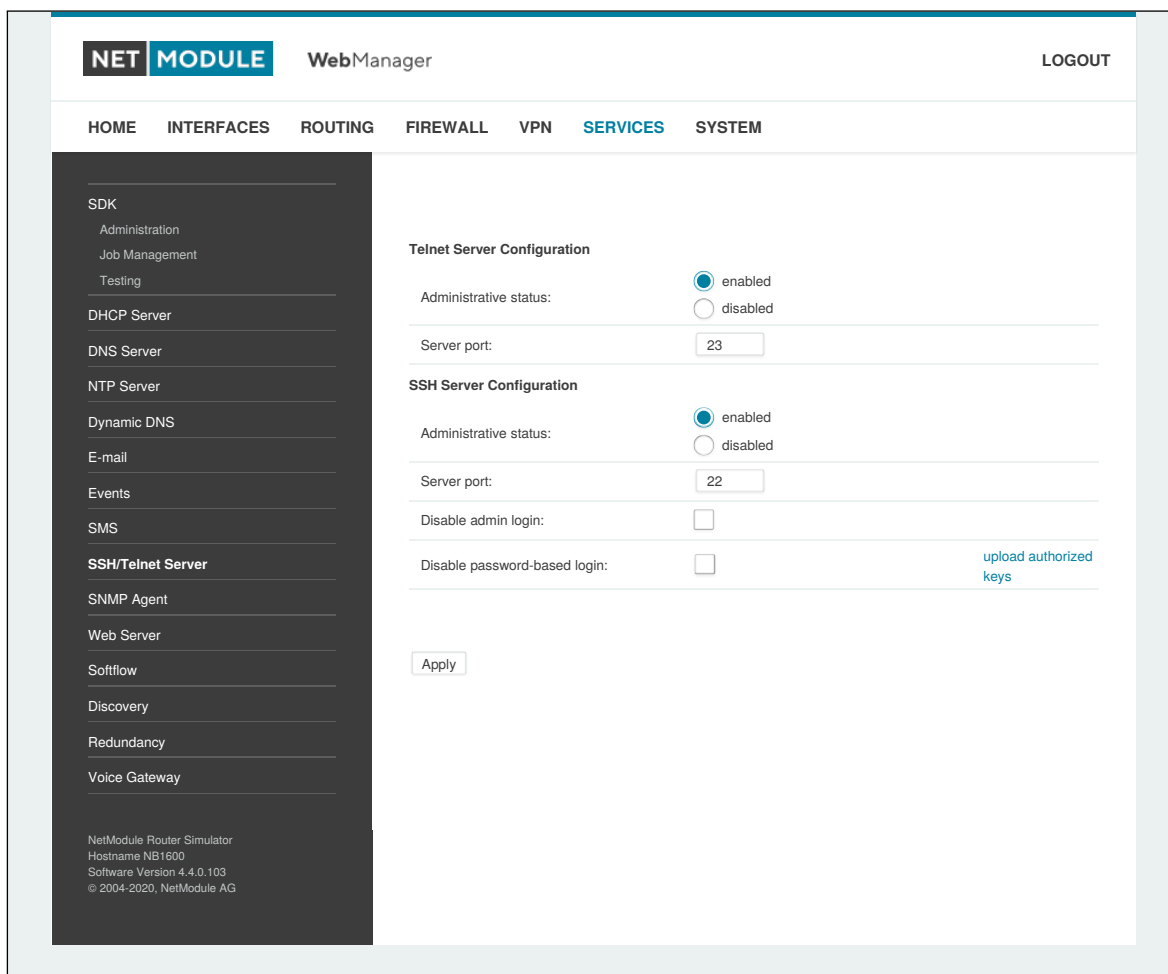 NET MODULE WebManager LOGOUT
HOME INTERFACES ROUTING FIREWALL VPN SERVICES SYSTEM
SDK
Administration
Job Management
Testing
DHCP Server
DNS Server
NTP Server
Dynamic DNS
E-mail
Events
SMS
SSH/Telnet Server
SNMP Agent
Web Server
Softflow
Discovery
Redundancy
Voice Gateway
NetModule Router Simulator
Hostname NB1600
Software Version 4.4.0.103
© 2004-2020, NetModule AG
Telnet Server Configuration
Administrative status:
enabled
disabled
Server port: 23
SSH Server Configuration
Administrative status:
enabled
disabled
Server port: 22
Disable admin login:
Disable password-based login:
upload authorized
keys
Apply